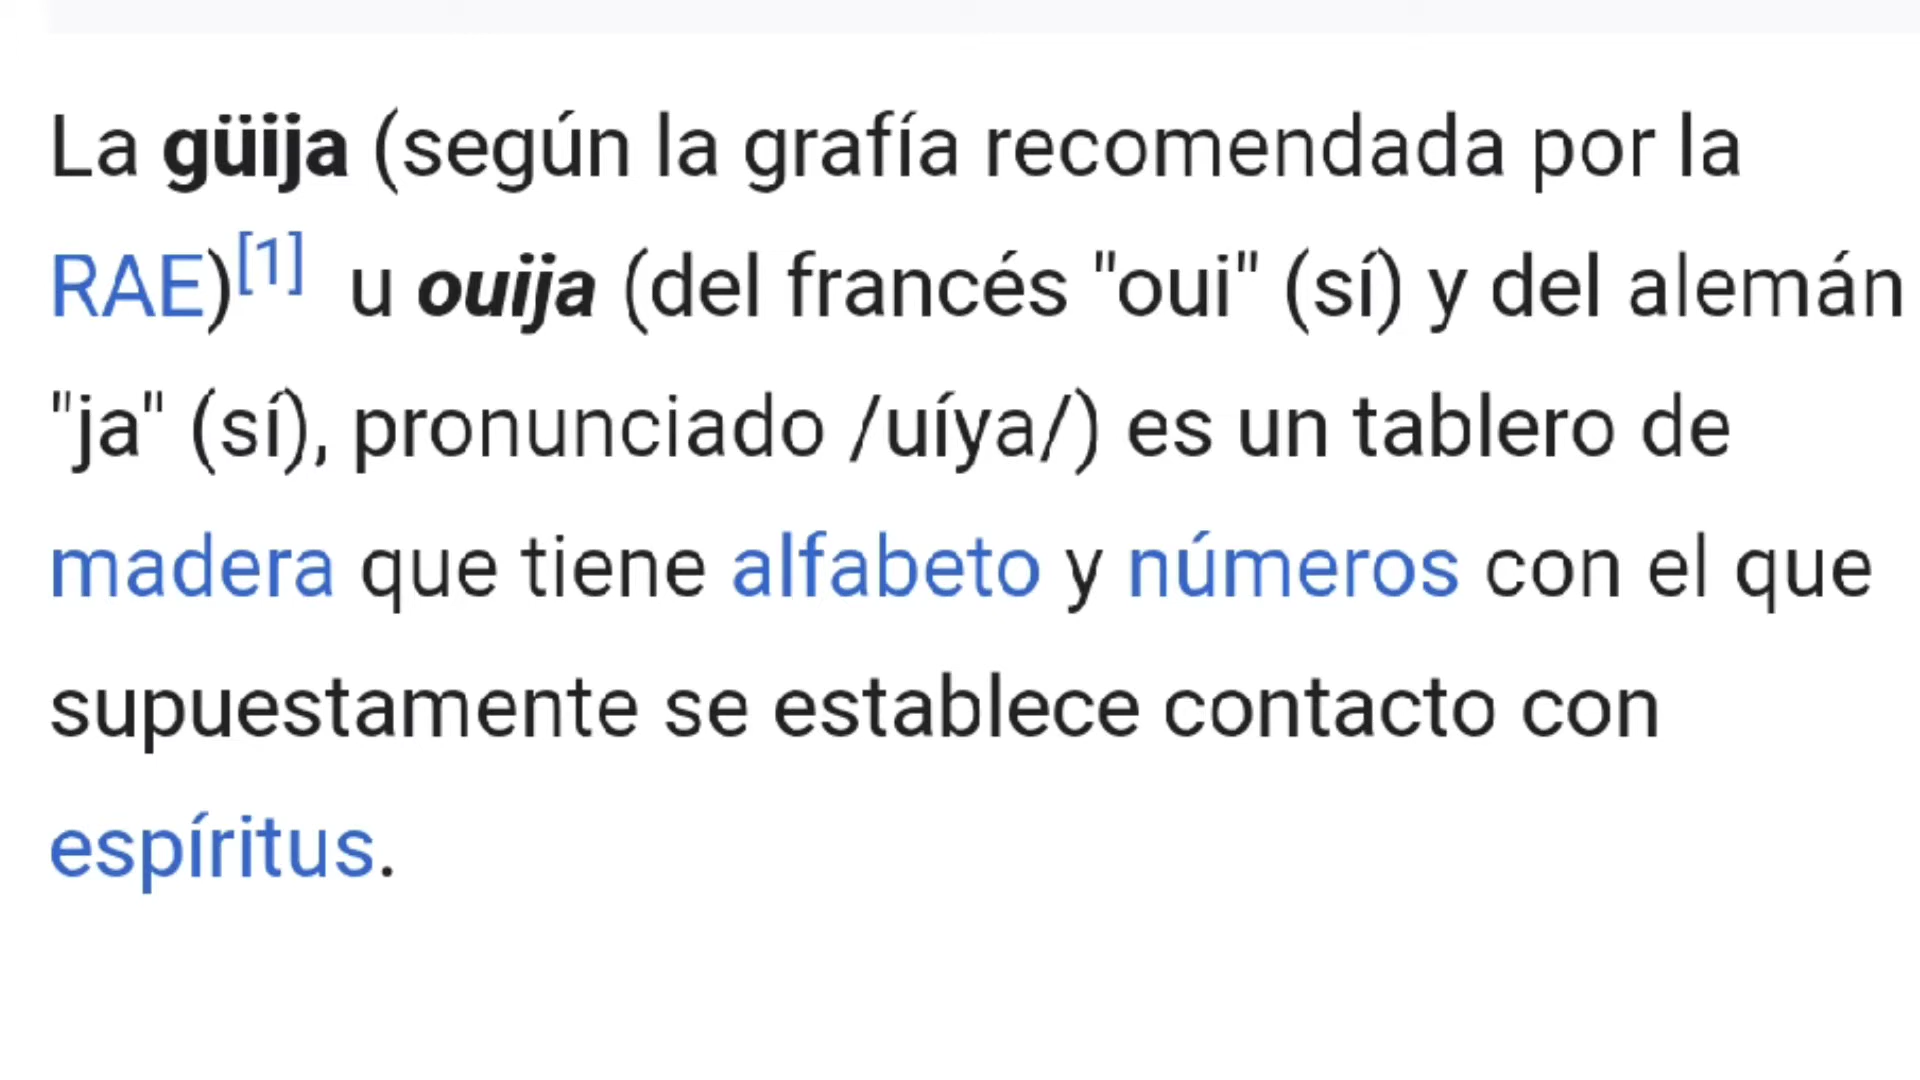 La güija (según la grafía recomendada por la
RAE)[1] u ouija (del francés "oui" (sí) y del alemán
"ja" (sí), pronunciado /uíya/) es un tablero de
madera que tiene alfabeto y números con el que
supuestamente se establece contacto con
espíritus.